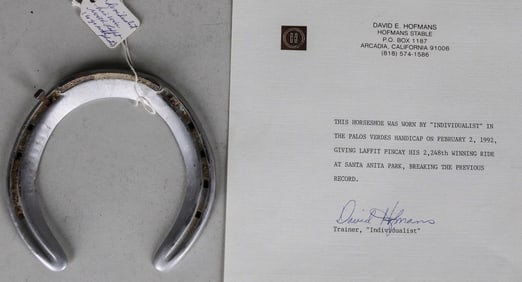 DAVID E. HOFMANS
HOFMANS STABLE
P.O. BOX 1187
ARCADIA, CALIFORNIA 91006
(818) 574-1586
THIS HORSESHOE WAS WORN BY "INDIVIDUALIST" IN
THE PALOS VERDES HANDICAP ON FEBRUARY 2, 1992,
GIVING LAFFIT PINCAY HIS 2,248th WINNING RIDE
AT SANTA ANITA PARK, BREAKING THE PREVIOUS
RECORD.
David Hofmans
Trainer, "Individualist"